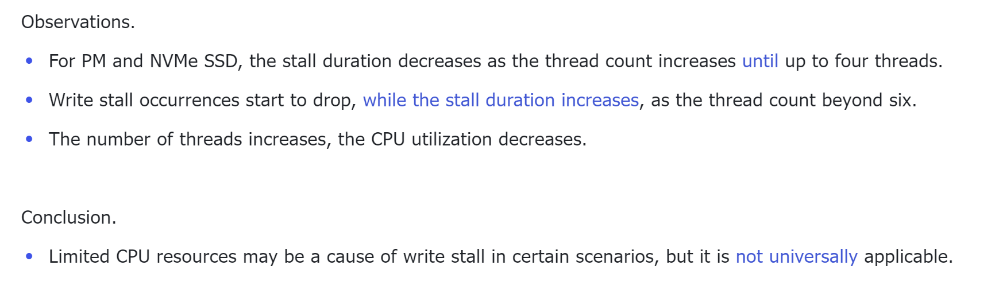 Observations.
• For PM and NVMe SSD, the stall duration decreases as the thread count increases until up to four threads.
• Write stall occurrences start to drop, while the stall duration increases, as the thread count beyond six.
• The number of threads increases, the CPU utilization decreases.
Conclusion.
• Limited CPU resources may be a cause of write stall in certain scenarios, but it is not universally applicable.